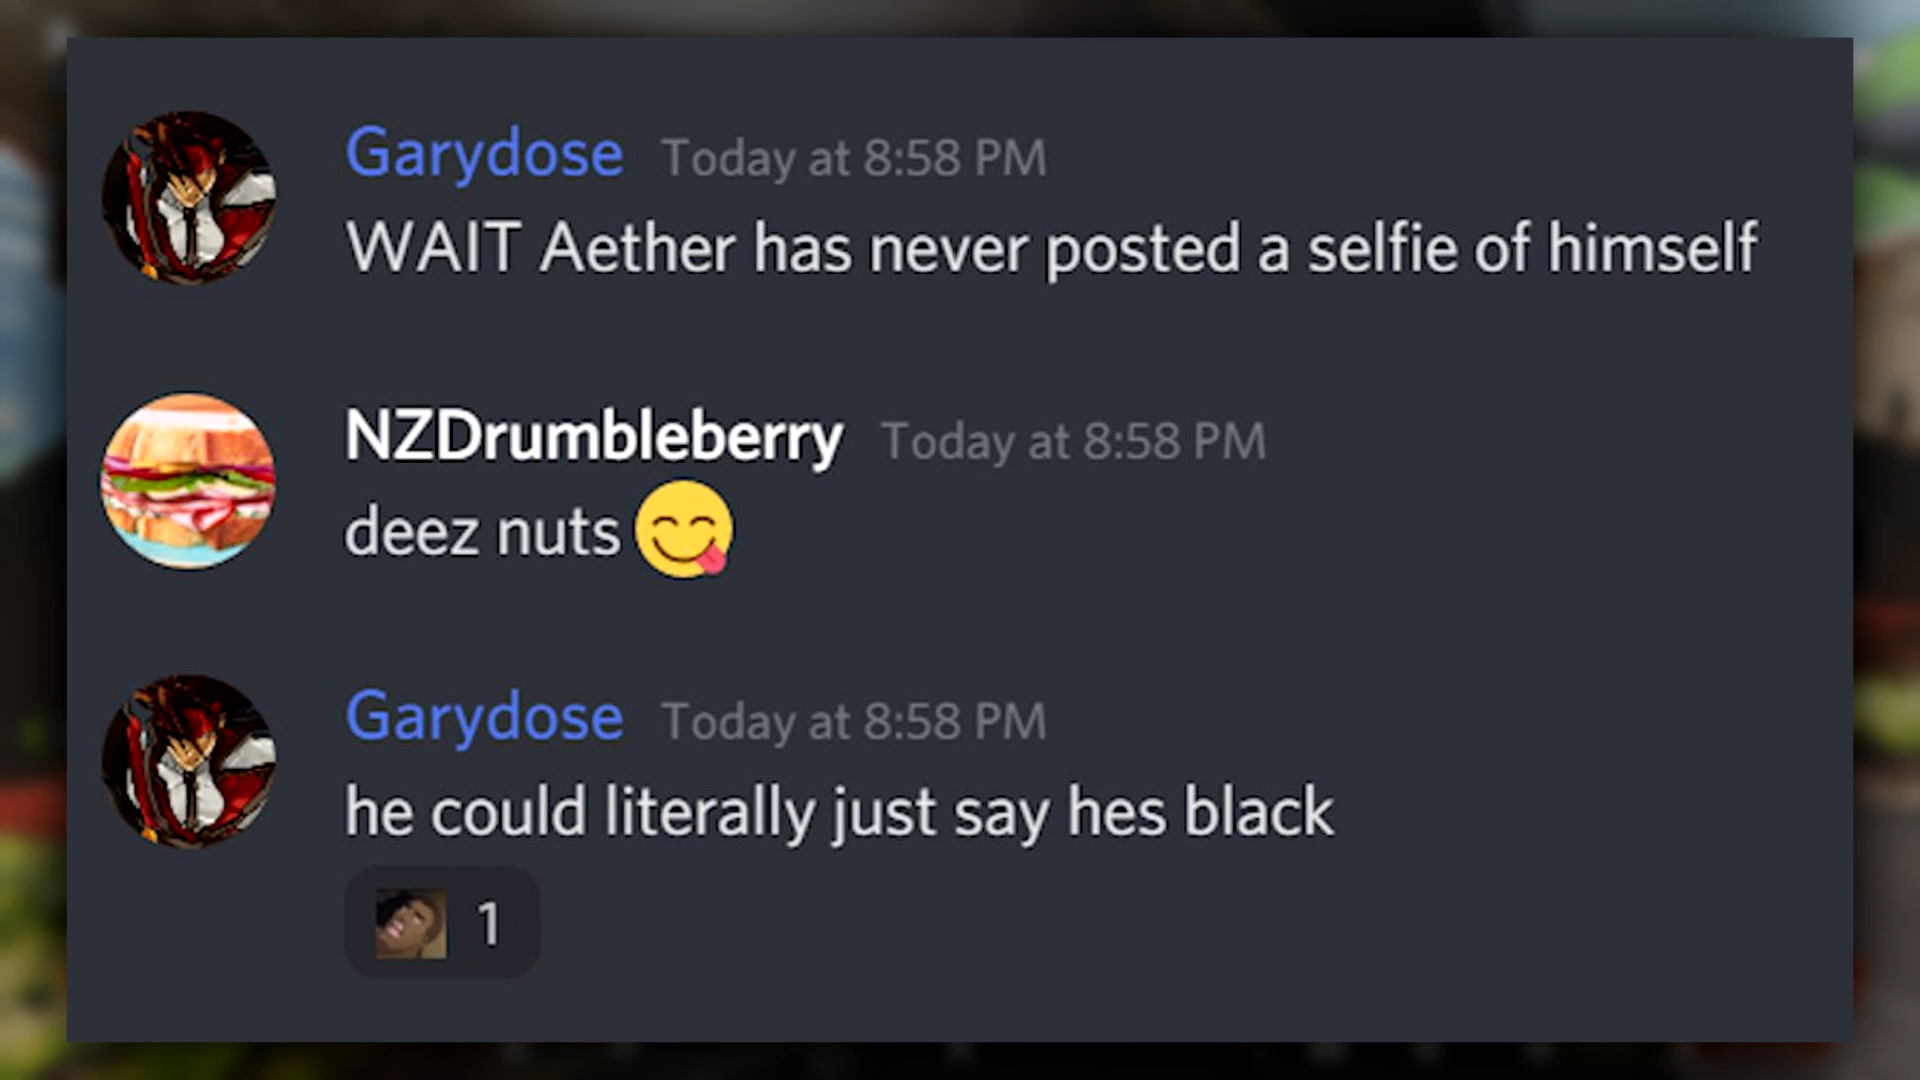 Garydose Today at 8:58 PM
WAIT Aether has never posted a selfie of himself
NZDrumbleberry Today at 8:58 PM
deez nuts 😋
Garydose Today at 8:58 PM
he could literally just say hes black
1